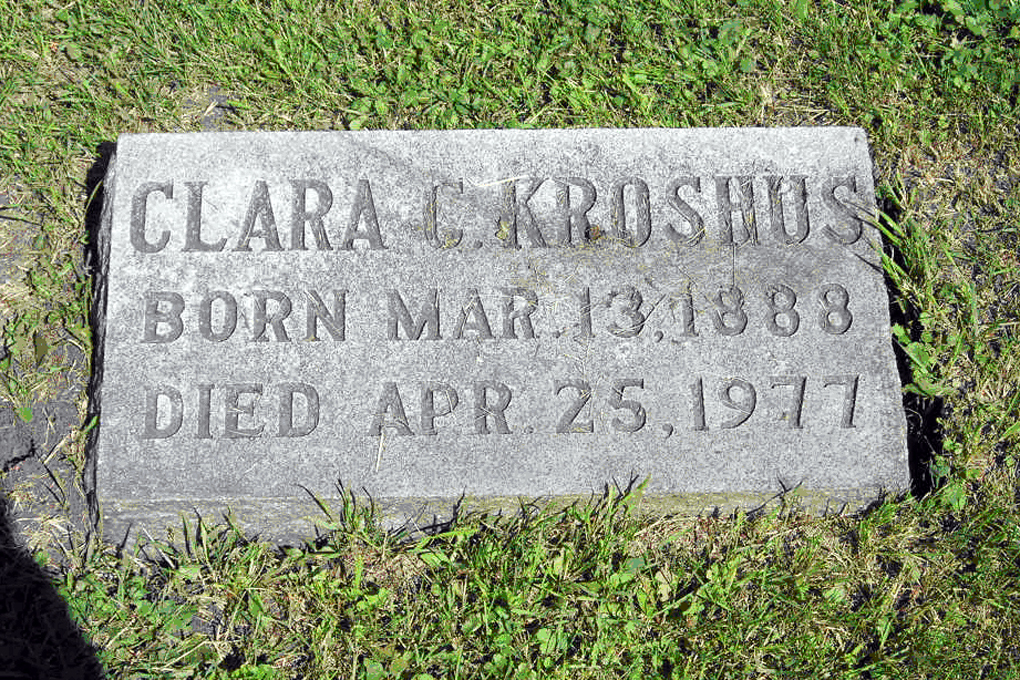 CLARA C. KROSHUS
BORN MAR. 13, 1888
DIED APR. 25, 1977